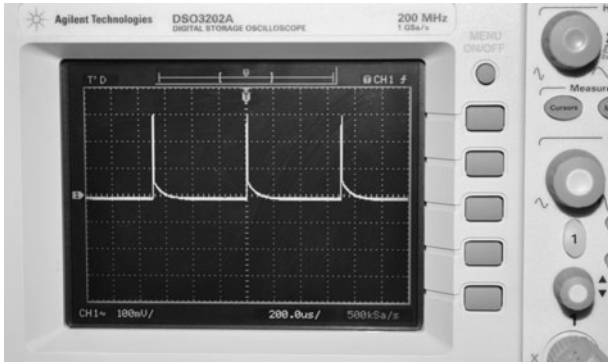 Agilent Technologies DSO3202A 200 MHz
DIGITAL STORAGE OSCILLOSCOPE 1 GSa/s
MENU
ON/OFF
T'D CH1
T
1
CH1~ 100mV/ 200.0us/ 500kSa/s
Measure
Cursors
1